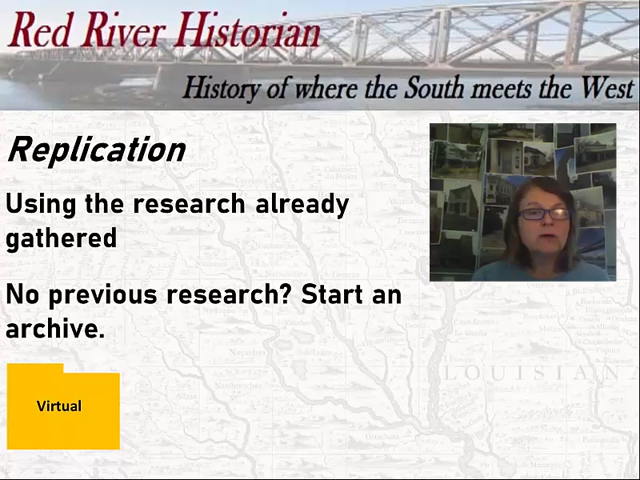 Red River Historian
History of where the South meets the West
Replication
Using the research already
gathered
No previous research? Start an
archive.
Virtual
LOUISIANA